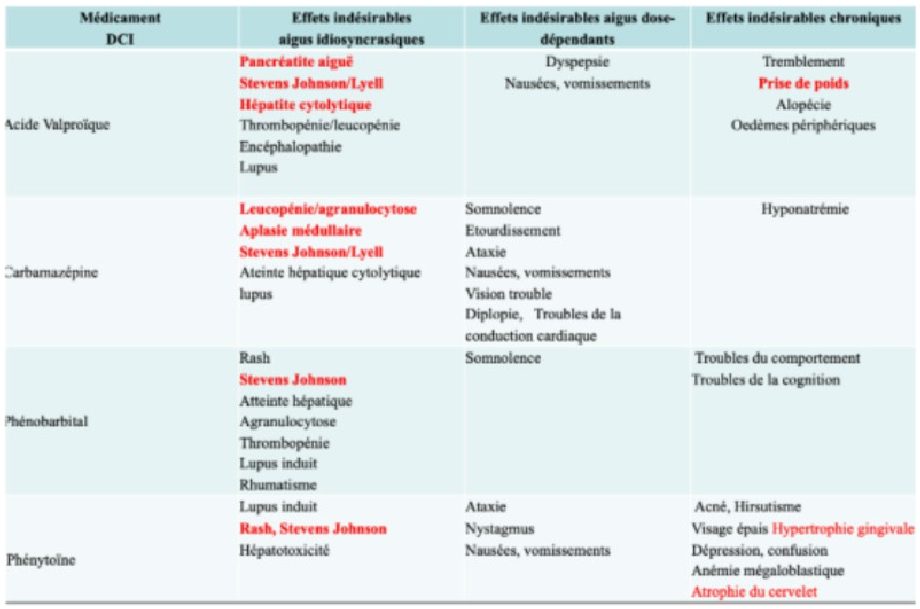 Médicament
DCI
Effets indésirables
aigus idiosyncrasiques
Effets indésirables aigus dose-
dépendants
Effets indésirables chroniques
Acide Valproïque
Pancréatite aiguë
Stevens Johnson/Lyell
Hépatite cytolytique
Thrombopénie/leucopénie
Encéphalopathie
Lupus
Dyspepsie
Nausées, vomissements
Tremblement
Prise de poids
Alopécie
Oedèmes périphériques
Carbamazépine
Leucopénie/agranulocytose
Aplasie médullaire
Stevens Johnson/Lyell
Ateinte hépatique cytolytique
lupus
Somnolence
Etourdissement
Ataxie
Nausées, vomissements
Vision trouble
Diplopie, Troubles de la
conduction cardiaque
Hyponatrémie
Phénobarbital
Rash
Stevens Johnson
Atteinte hépatique
Agranulocytose
Thrombopénie
Lupus induit
Rhumatisme
Somnolence
Troubles du comportement
Troubles de la cognition
Phénytoïne
Lupus induit
Rash, Stevens Johnson
Hépatotoxicité
Ataxie
Nystagmus
Nausées, vomissements
Acné, Hirsutisme
Visage épais Hypertrophie gingivale
Dépression, confusion
Anémie mégaloblastique
Atrophie du cervelet